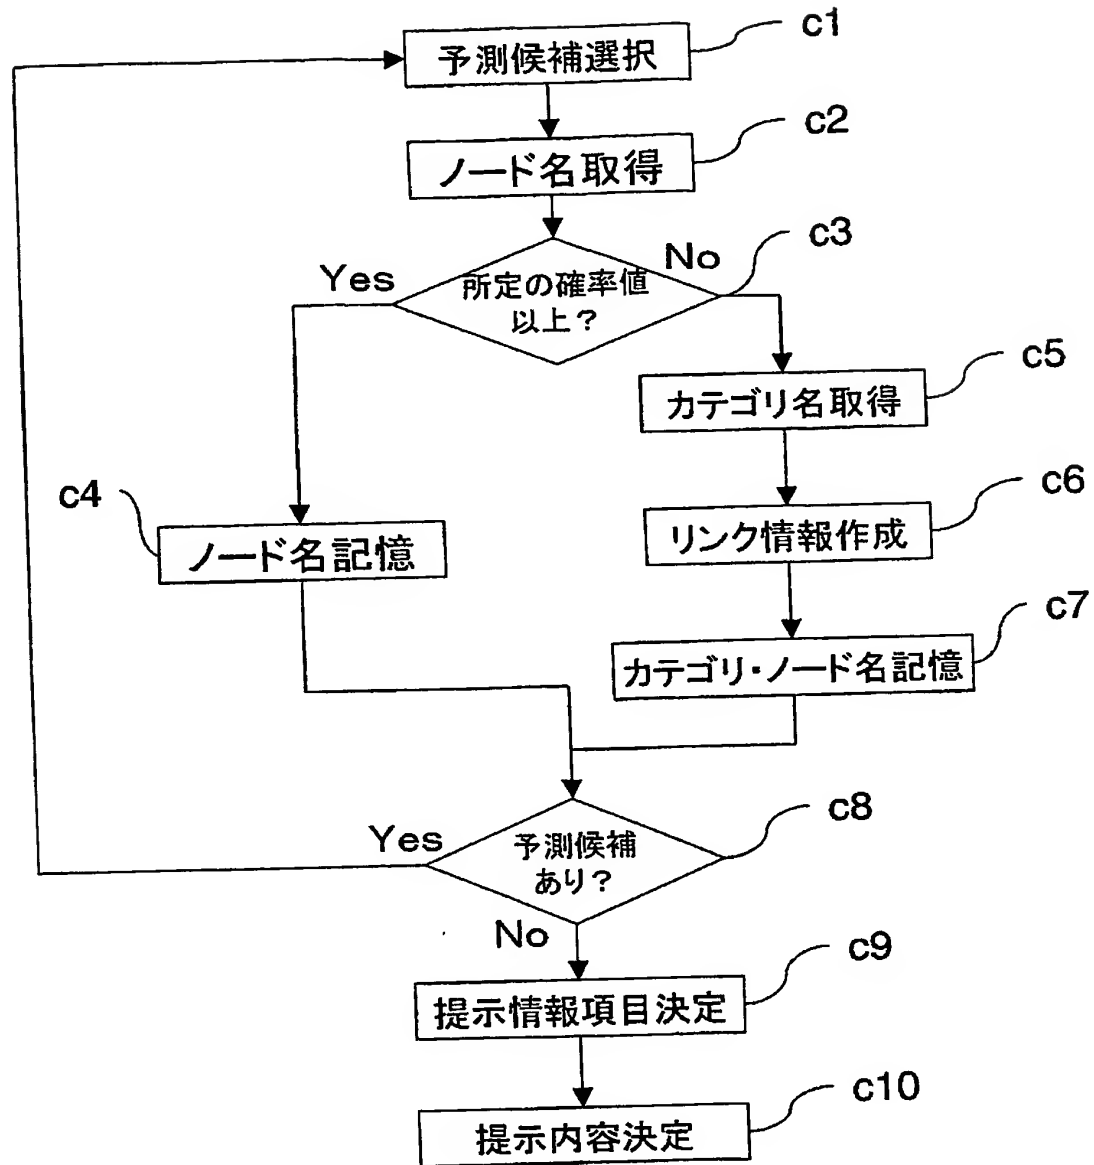 c1
予測候補選択
c2
ノード名取得
c3
Yes
No
所定の確率値
以上？
c5
カテゴリ名取得
c4
c6
ノード名記憶
リンク情報作成
c7
カテゴリ・ノード名記憶
c8
Yes
予測候補
あり？
No
c9
提示情報項目決定
c10
提示内容決定